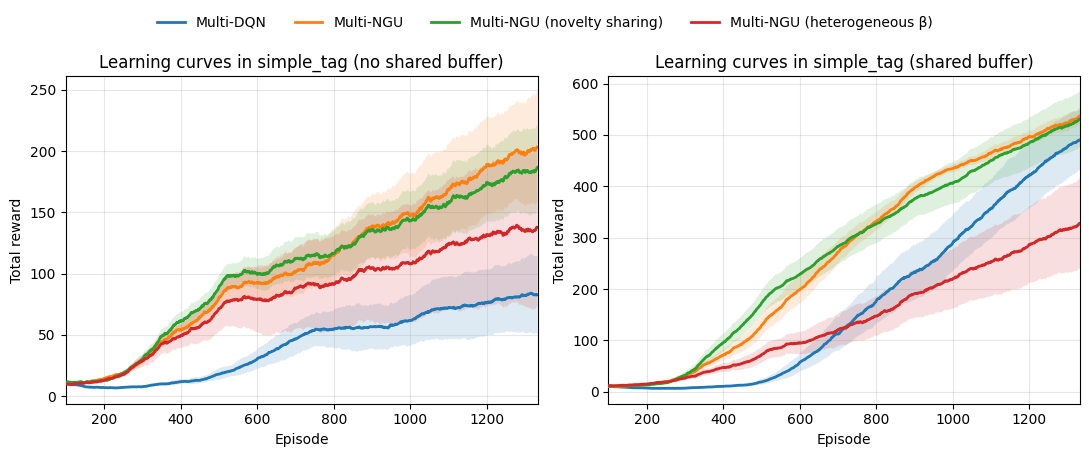 Multi-DQN Multi-NGU Multi-NGU (novelty sharing) Multi-NGU (heterogeneous β)
Learning curves in simple_tag (no shared buffer)
250
200
150
100
50
0
Total reward
200 400 600 800 1000 1200
Episode
Learning curves in simple_tag (shared buffer)
600
500
400
300
200
100
0
Total reward
200 400 600 800 1000 1200
Episode